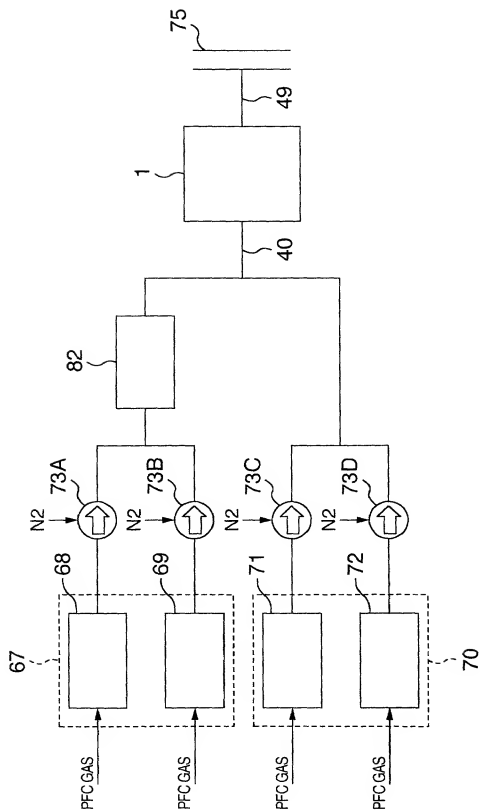 75
49
1
40
82
73A
N2
73B
N2
73C
N2
73D
N2
68
69
71
72
67
70
PFC GAS
PFC GAS
PFC GAS
PFC GAS